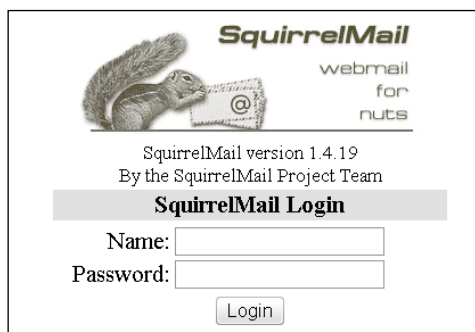 SquirrelMail
webmail
for
nuts
@
SquirrelMail version 1.4.19
By the SquirrelMail Project Team
SquirrelMail Login
Name:
Password:
Login